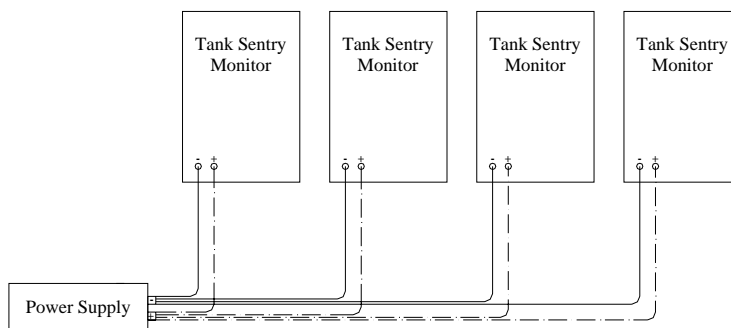 Tank Sentry
Monitor
Tank Sentry
Monitor
Tank Sentry
Monitor
Tank Sentry
Monitor
- +
- +
- +
- +
Power Supply
-
+